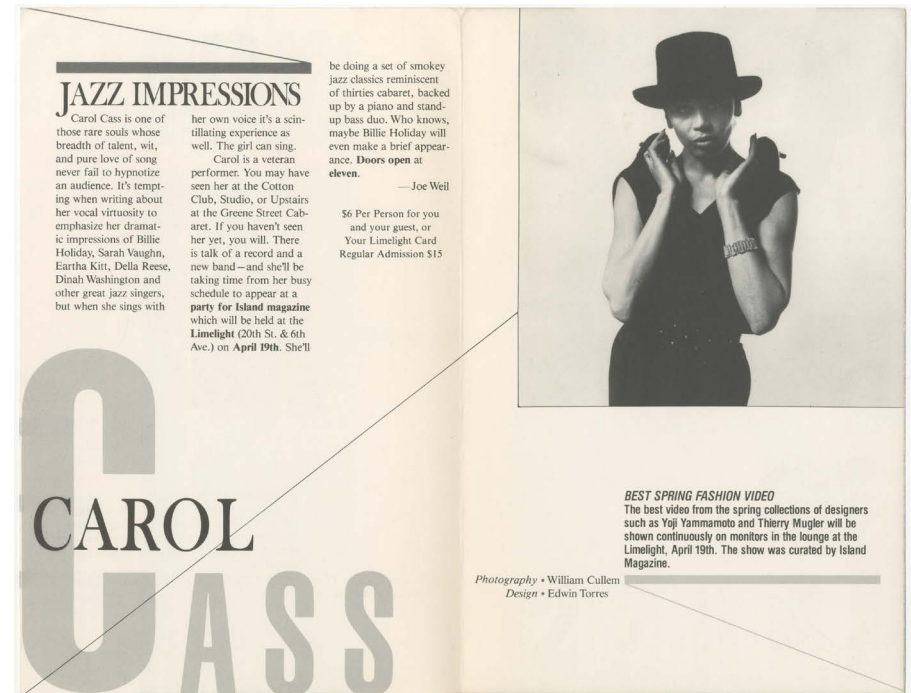 JAZZ IMPRESSIONS
Carol Cass is one of
those rare souls whose
breadth of talent, wit,
and pure love of song
never fail to hypnotize
an audience. It's tempt-
ing when writing about
her vocal virtuosity to
emphasize her dramat-
ic impressions of Billie
Holiday, Sarah Vaughn,
Eartha Kitt, Della Reese,
Dinah Washington and
other great jazz singers,
but when she sings with
her own voice it's a scin-
tillating experience as
well. The girl can sing.
Carol is a veteran
performer. You may have
seen her at the Cotton
Club, Studio, or Upstairs
at the Greene Street Cab-
aret. If you haven't seen
her yet, you will. There
is talk of a record and a
new band—and she'll be
taking time from her busy
schedule to appear at a
party for Island magazine
which will be held at the
Limelight (20th St. & 6th
Ave.) on April 19th. She'll
be doing a set of smokey
jazz classics reminiscent
of thirties cabaret, backed
up by a piano and stand-
up bass duo. Who knows,
maybe Billie Holiday will
even make a brief appear-
ance. Doors open at
eleven.
—Joe Weil
$6 Per Person for you
and your guest, or
Your Limelight Card
Regular Admission $15
CAROL
CASS
BEST SPRING FASHION VIDEO
The best video from the spring collections of designers
such as Yoji Yammamoto and Thierry Mugler will be
shown continuously on monitors in the lounge at the
Limelight, April 19th. The show was curated by Island
Magazine.
Photography • William Cullem
Design • Edwin Torres